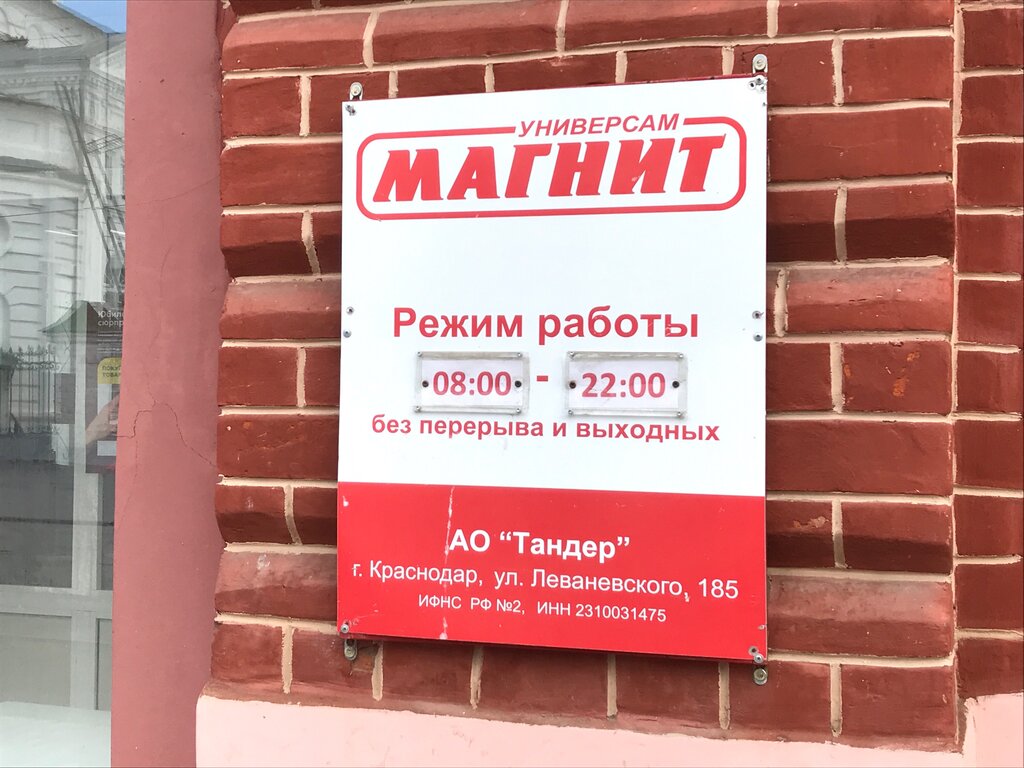 УНИВЕРСАМ
МАГНИТ
Режим работы
08:00 - 22:00
без перерыва и выходных
АО “Тандер”
г. Краснодар, ул. Леваневского, 185
ИФНС РФ №2, ИНН 2310031475